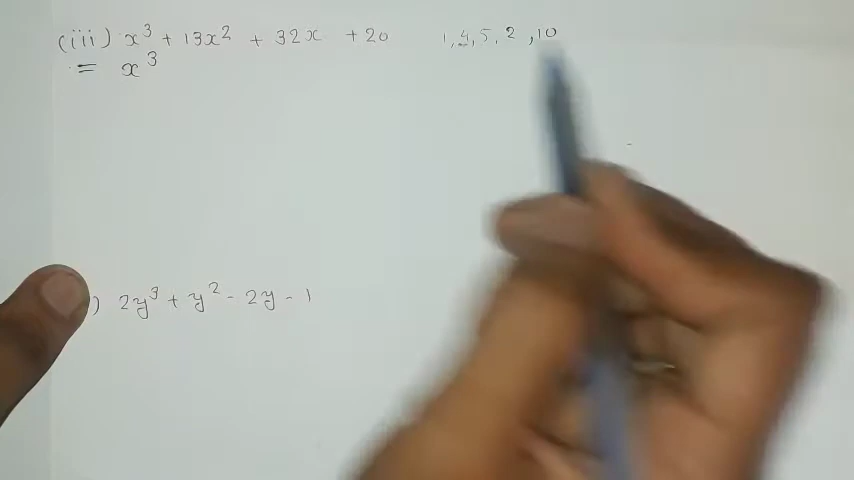 (iii) x³ + 13x² + 32x + 20 1, 4, 5, 2, 10
= x³
) 2y³ + y² - 2y - 1